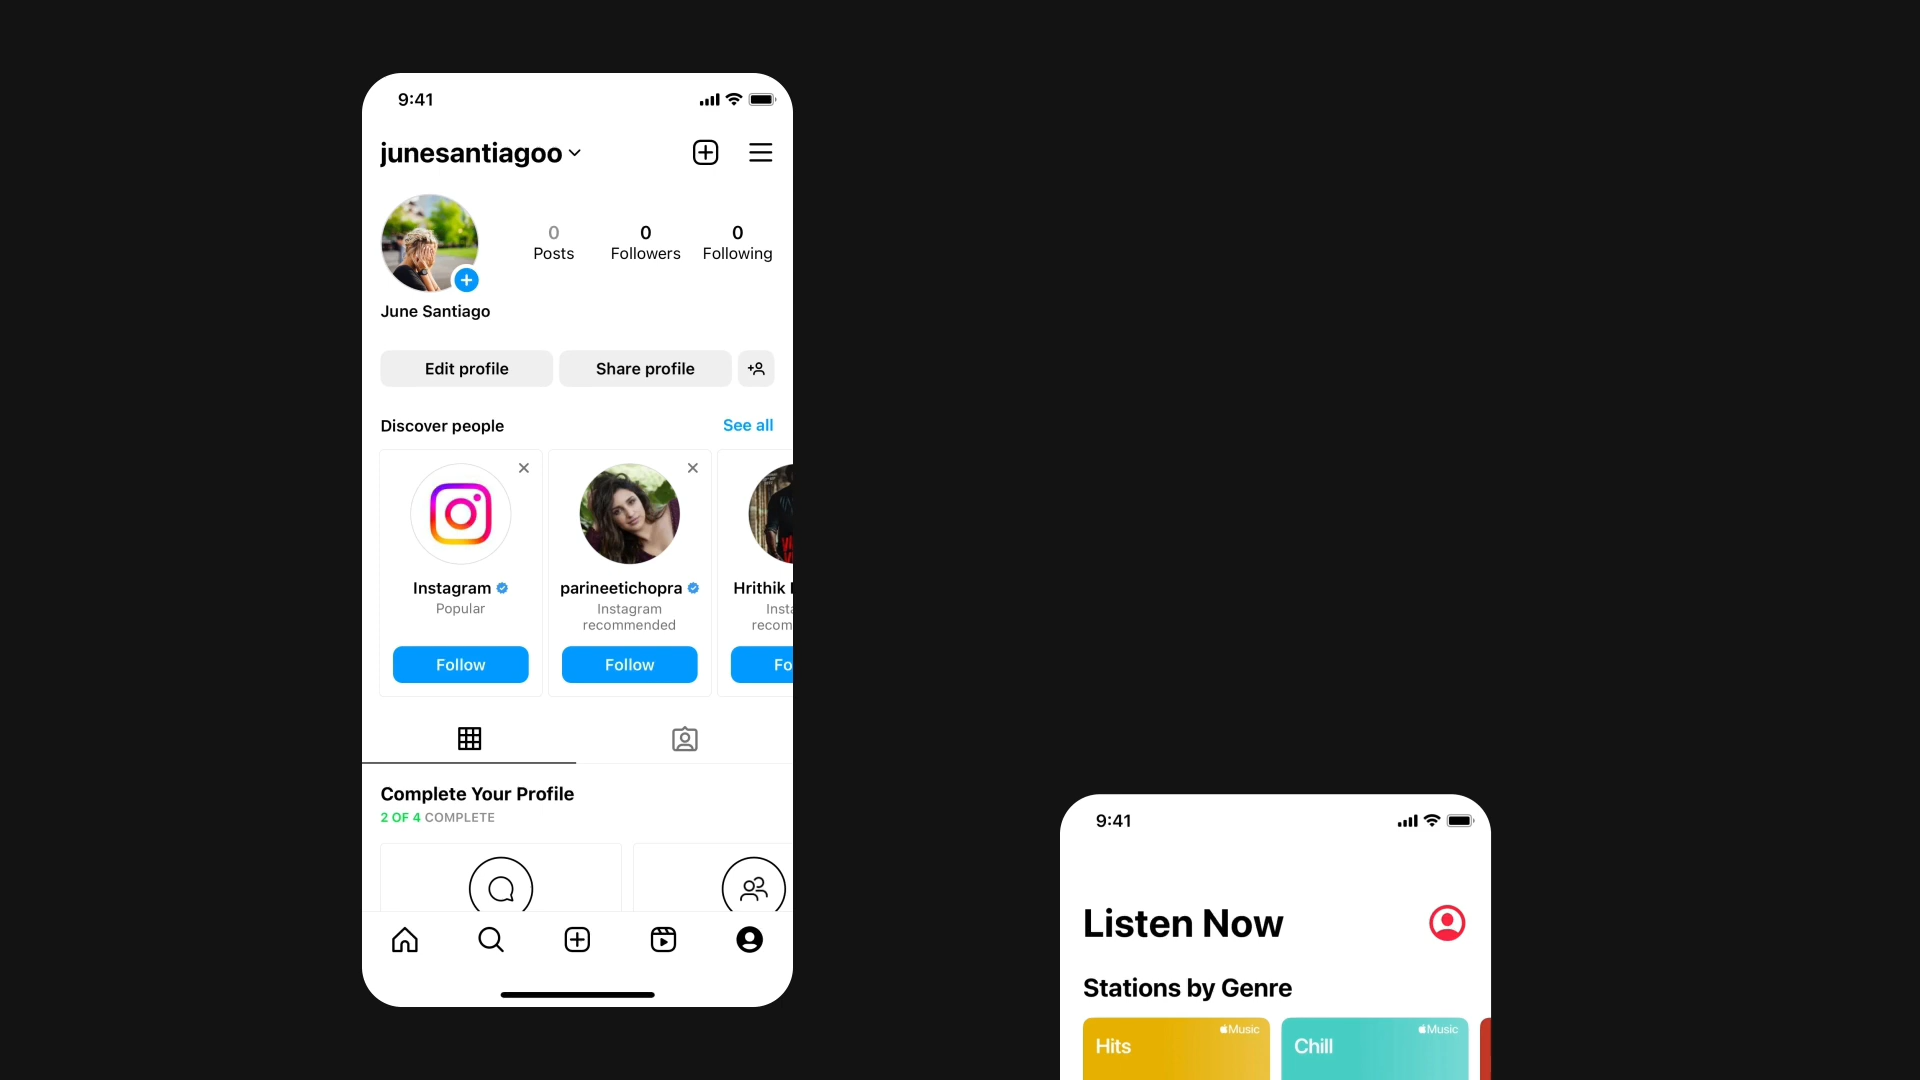 9:41
junesantiagoo
0 0 0
Posts Followers Following
June Santiago
Edit profile Share profile
Discover people See all
Instagram parineetichopra Hrithik
Popular Instagram
recommended
Follow Follow
Complete Your Profile
2 OF 4 COMPLETE
9:41
Listen Now
Stations by Genre
Music Music
Hits Chill